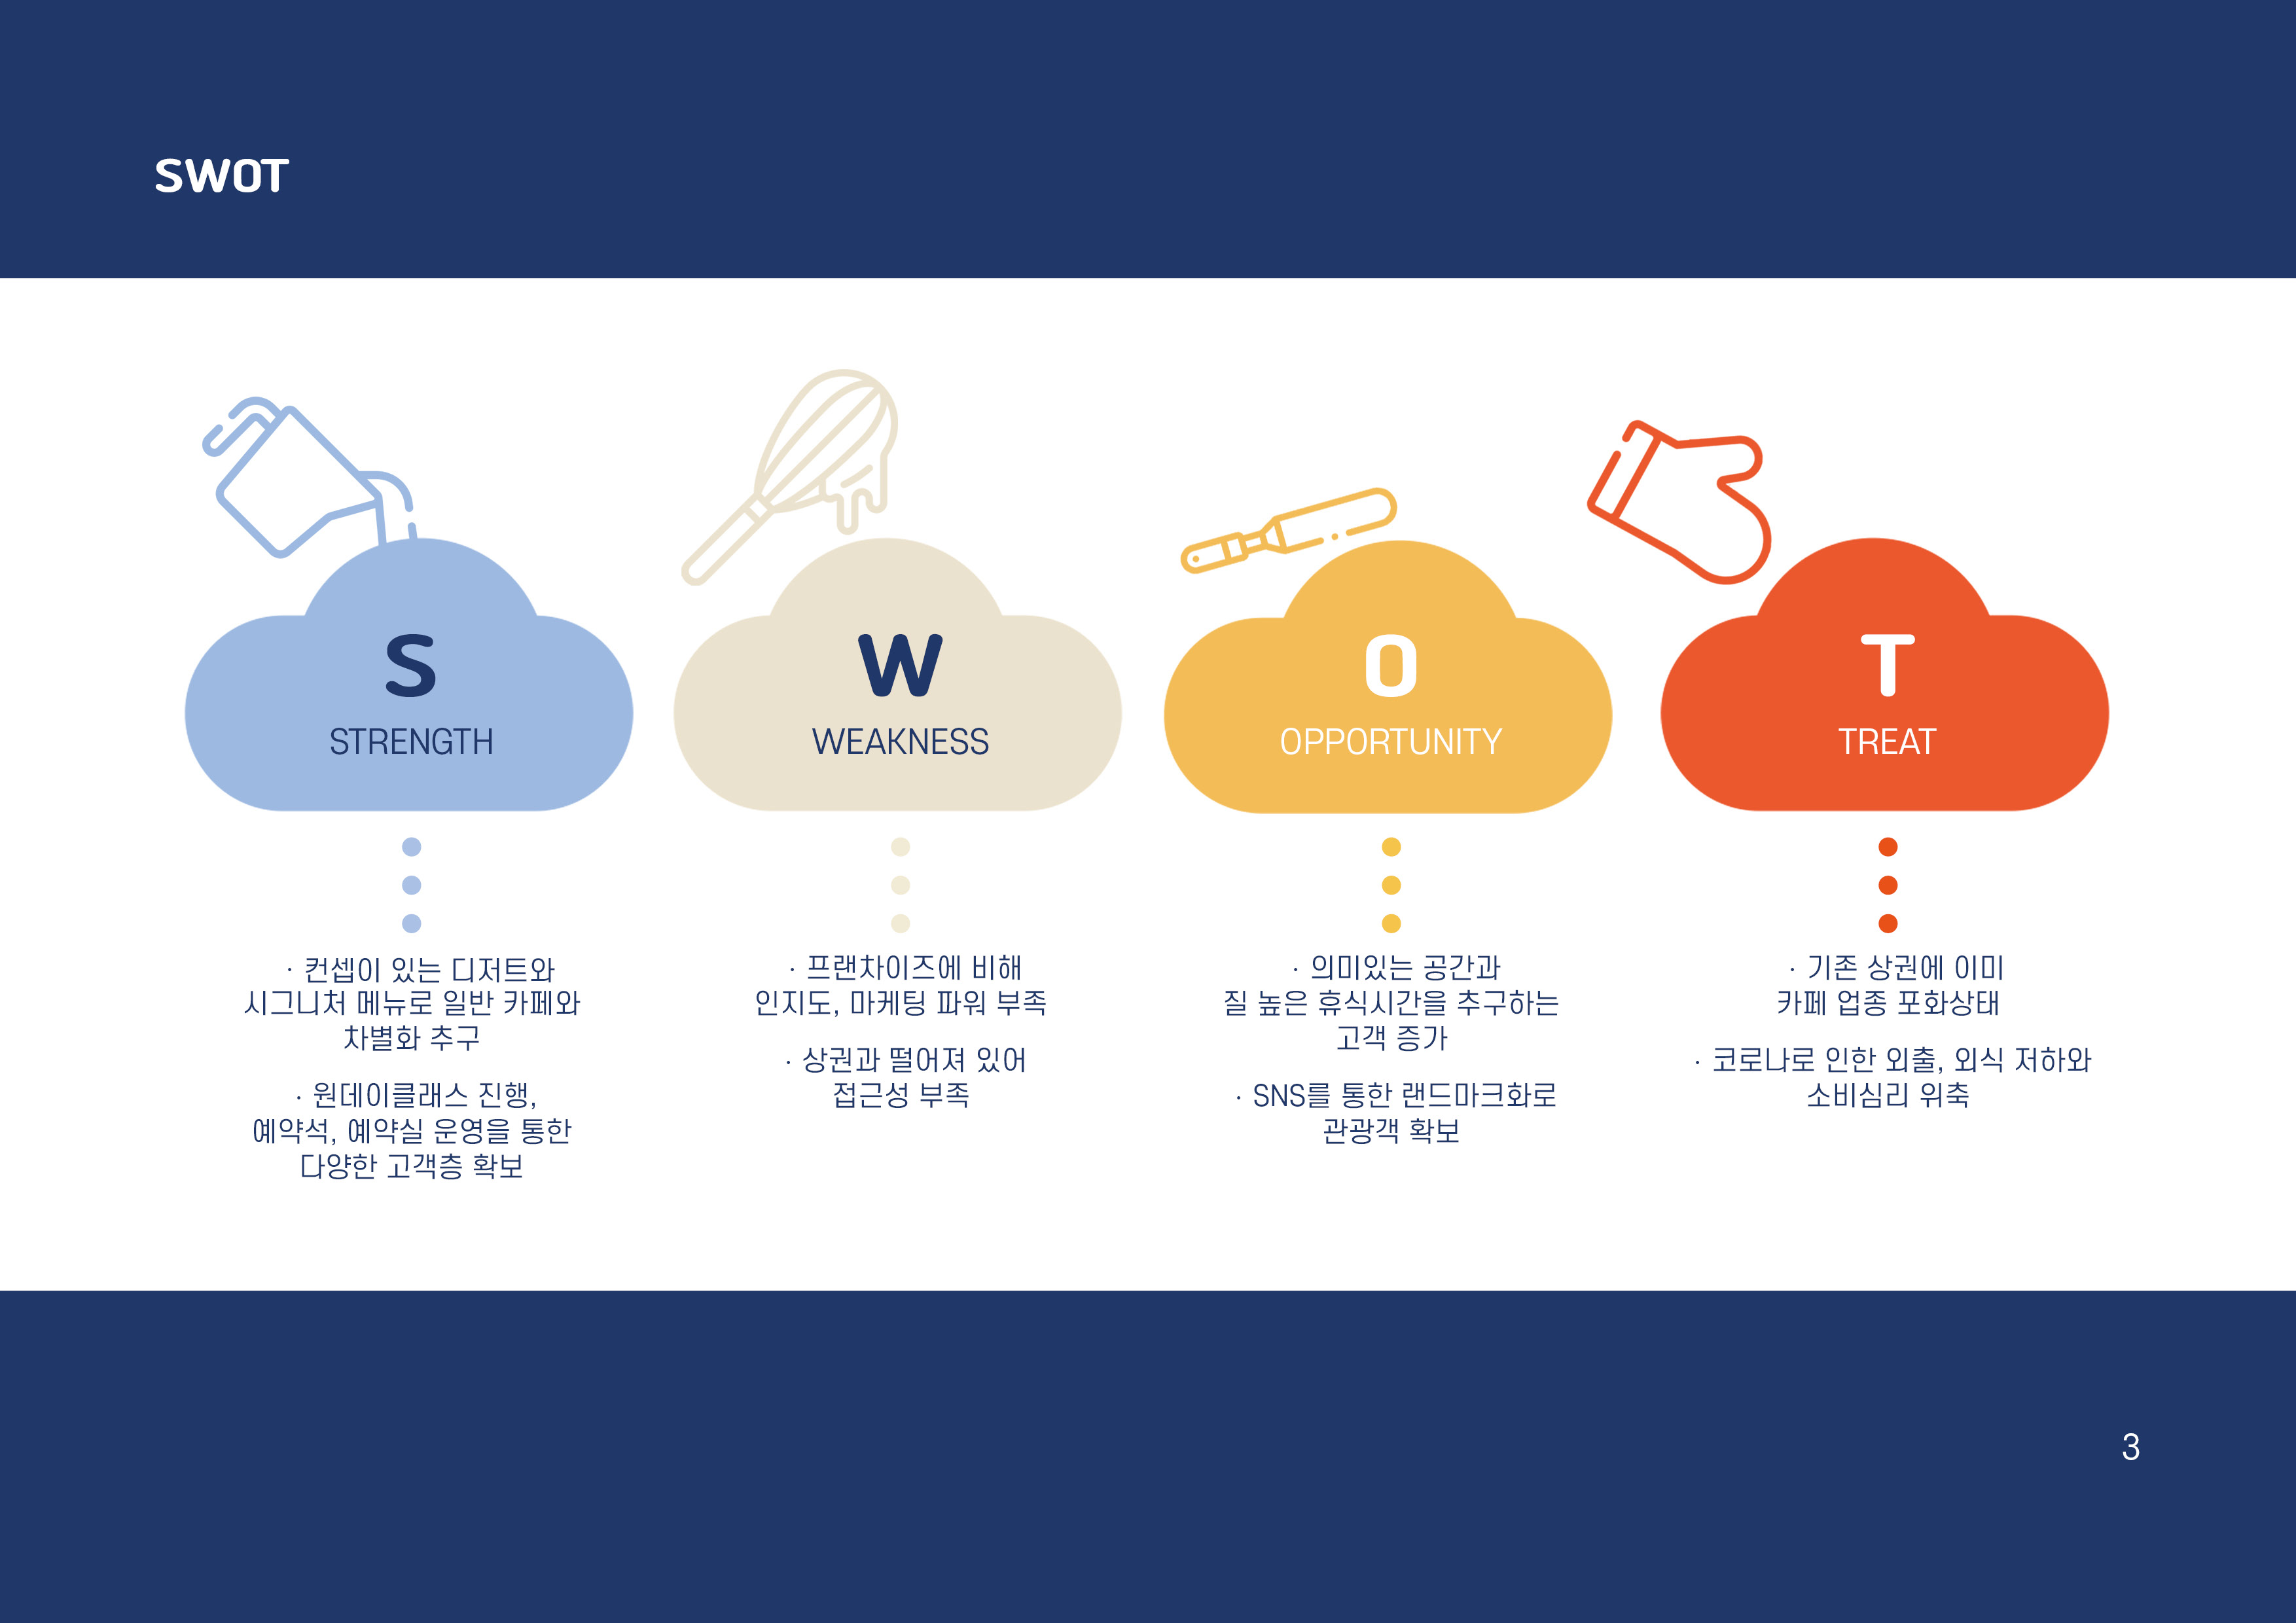 SWOT
S
STRENGTH
· 컨셉이 있는 디저트와
시그니처 메뉴로 일반 카페와
차별화 추구
· 원데이클래스 진행,
예약석, 예약실 운영을 통한
다양한 고객층 확보
W
WEAKNESS
· 프랜차이즈에 비해
인지도, 마케팅 파워 부족
· 상권과 떨어져 있어
접근성 부족
O
OPPORTUNITY
· 의미있는 공간과
질 높은 휴식시간을 추구하는
고객 증가
· SNS를 통한 랜드마크화로
관광객 확보
T
TREAT
· 기존 상권에 이미
카페 업종 포화상태
· 코로나로 인한 외출, 외식 저하와
소비심리 위축
3